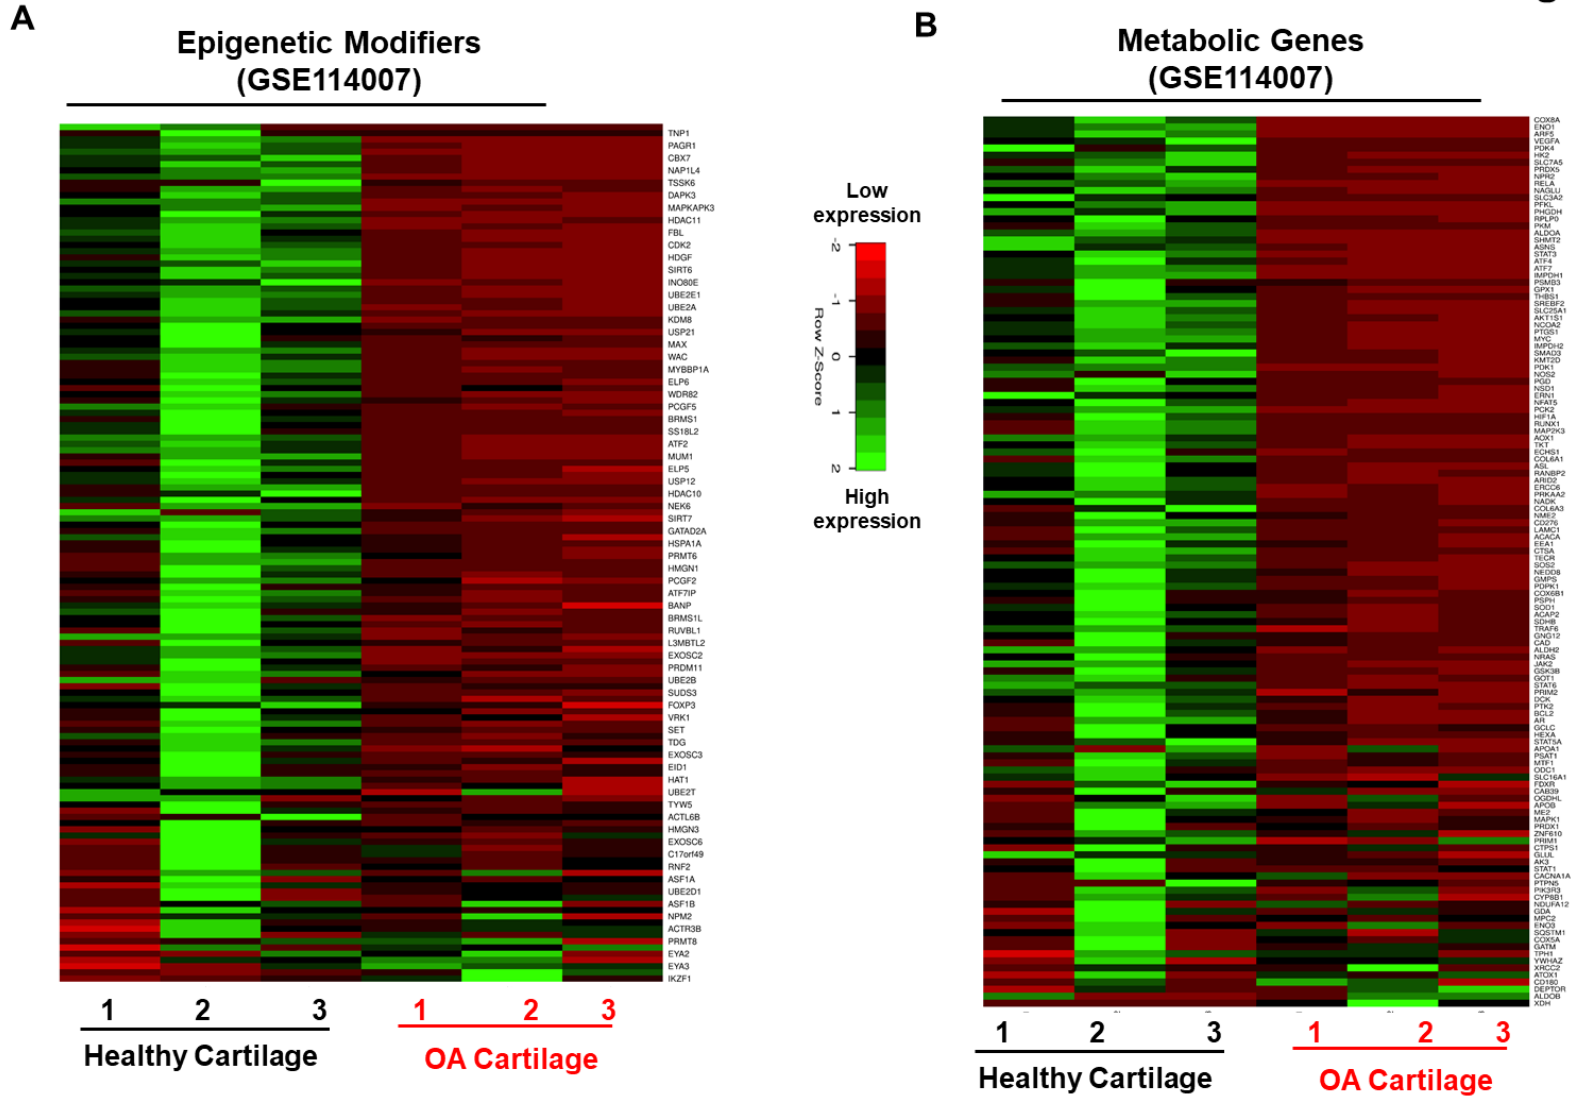 A
Epigenetic Modifiers
(GSE114007)
TNP1
PAGR1
CBX7
NAP1L4
TSSK6
DAPK3
MAPKAPK3
HDAC11
FBL
CDK2
HDGF
SIRT6
INO80E
UBE2E1
UBE2A
KDM8
USP21
MAX
WAC
MYBBP1A
ELP6
WDR82
PCGF5
BRMS1
SS18L2
ATF2
MUM1
ELP5
USP12
HDAC10
NEK6
SIRT7
GATAD2A
HSPA1A
PRMT6
HMGN1
PCGF2
ATF7IP
BANP
BRMS1L
RUVBL1
L3MBTL2
EXOSC2
PRDM11
UBE2B
SUDS3
FOXP3
VRK1
SET
TDG
EXOSC3
EID1
HAT1
UBE2T
TYW5
ACTL6B
HMGN3
EXOSC6
C17orf49
RNF2
ASF1A
UBE2D1
ASF1B
NPM2
ACTR3B
PRMT8
EYA2
EYA3
IKZF1
1 2 3 1 2 3
Healthy Cartilage OA Cartilage
Low
expression
-2
-1
0
1
2
Row Z-Score
High
expression
B
Metabolic Genes
(GSE114007)
COX8A
ENO1
ARF5
VEGFA
PDK4
HK2
SLC7A5
PRDX5
NPR2
RELA
NAGLU
SLC3A2
PFKL
PHGDH
RPLP0
PKM
ALDOA
SHMT2
ASNS
STAT3
ATF4
ATF7
IMPDH1
PSMB3
GPX1
THBS1
SREBF2
SLC25A1
AKT1S1
NCOA2
PTGS1
MYC
IMPDH2
SMAD3
KMT2D
PDK1
NOS2
PGD
NSD1
ERN1
NFAT5
PCK2
HIF1A
RUNX1
MAP2K3
AOX1
TKT
ECHS1
COL6A1
ASL
RANBP2
ARID2
ERCC6
PRKAA2
NADK
COL6A3
NME2
CD276
LAMC1
ACACA
EEA1
CTSA
TECR
SOS2
NEDD8
GMPS
PDPK1
COX6B1
PSPH
SOD1
ACAP2
SDHB
TRAF6
GNG12
CAD
ALDH2
NRAS
JAK2
GSK3B
GOT1
STAT6
PRIM2
DCK
PTK2
BCL2
AR
GCLC
HEXA
STAT5A
APOA1
PSAT1
MTF1
ODC1
SLC16A1
FDXR
CAB39
OGDHL
APOB
ME2
MAPK1
PRDX1
ZNF610
PRIM1
CTPS1
GLUL
AK3
STAT1
CACNA1A
PTPN5
PIK3R3
CYP8B1
NDUFA12
GDA
MPC2
ENO3
SQSTM1
COX5A
GATM
TPH1
YWHAZ
XRCC2
ATOX1
CD180
DEPTOR
ALDOB
XDH
1 2 3 1 2 3
Healthy Cartilage OA Cartilage